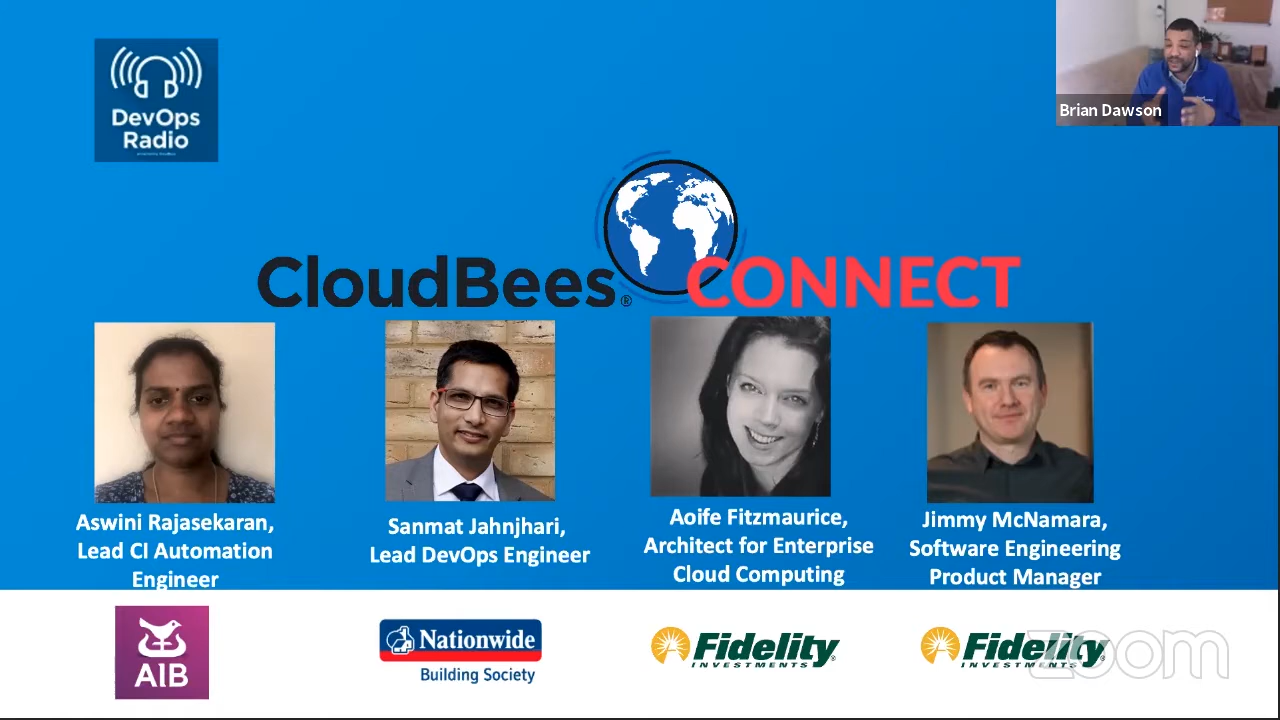 DevOps
Radio
Brian Dawson
CloudBees® CONNECT
Aswini Rajasekaran,
Lead CI Automation
Engineer
Sanmat Jahnjhari,
Lead DevOps Engineer
Aoife Fitzmaurice,
Architect for Enterprise
Cloud Computing
Jimmy McNamara,
Software Engineering
Product Manager
AIB
Nationwide
Building Society
Fidelity
INVESTMENTS
Fidelity
INVESTMENTS
zoom